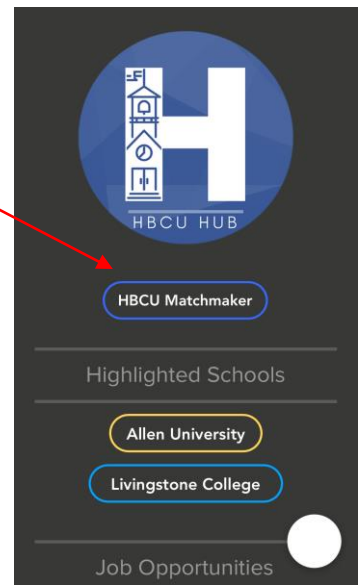 HBCU HUB
HBCU Matchmaker
Highlighted Schools
Allen University
Livingstone College
Job Opportunities